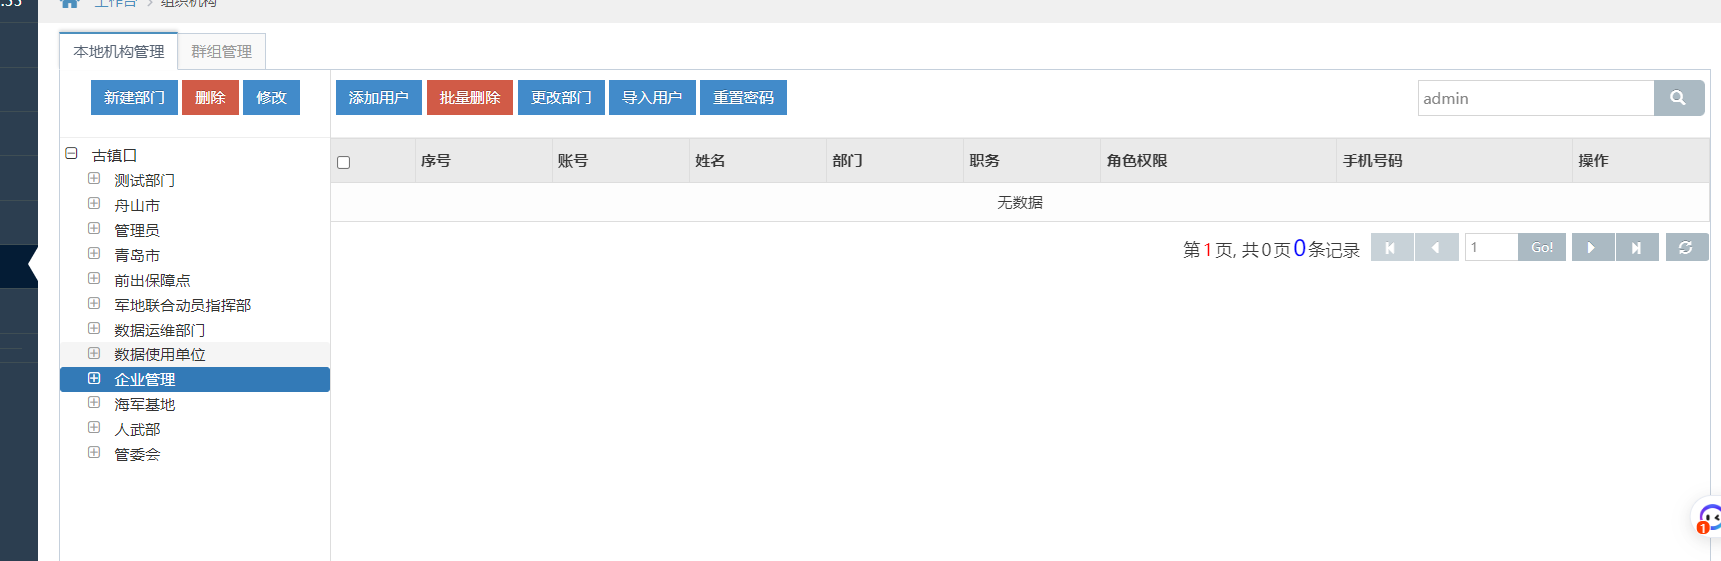 工作台 > 组织机构
本地机构管理 群组管理
新建部门 删除 修改 添加用户 批量删除 更改部门 导入用户 重置密码 admin
序号 账号 姓名 部门 职务 角色权限 手机号码 操作
无数据
第1页, 共0页0条记录 1 Go!
古镇口
测试部门
舟山市
管理员
青岛市
前出保障点
军地联合动员指挥部
数据运维部门
数据使用单位
企业管理
海军基地
人武部
管委会
1